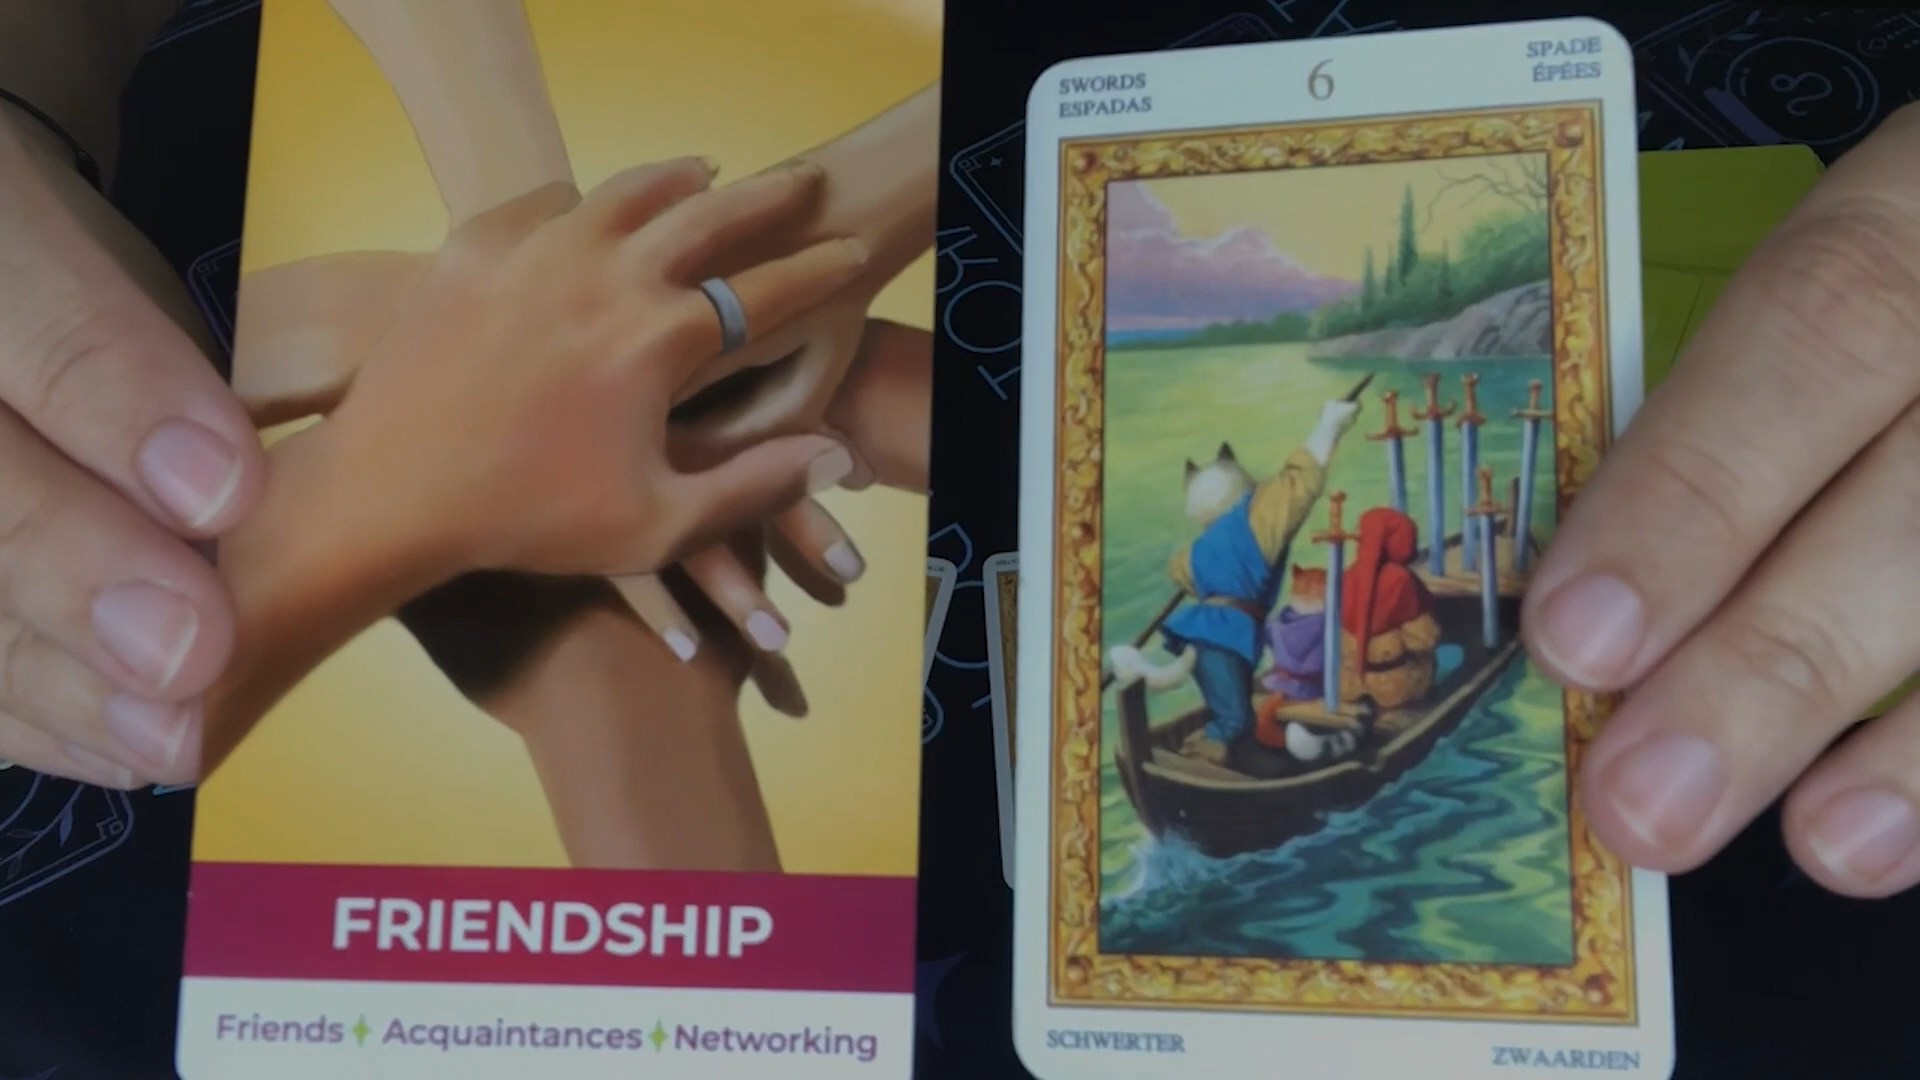 FRIENDSHIP
Friends Acquaintances Networking
SWORDS
ESPADAS
6
SPADE
ÉPÉES
SCHWERTER
ZWAARDEN